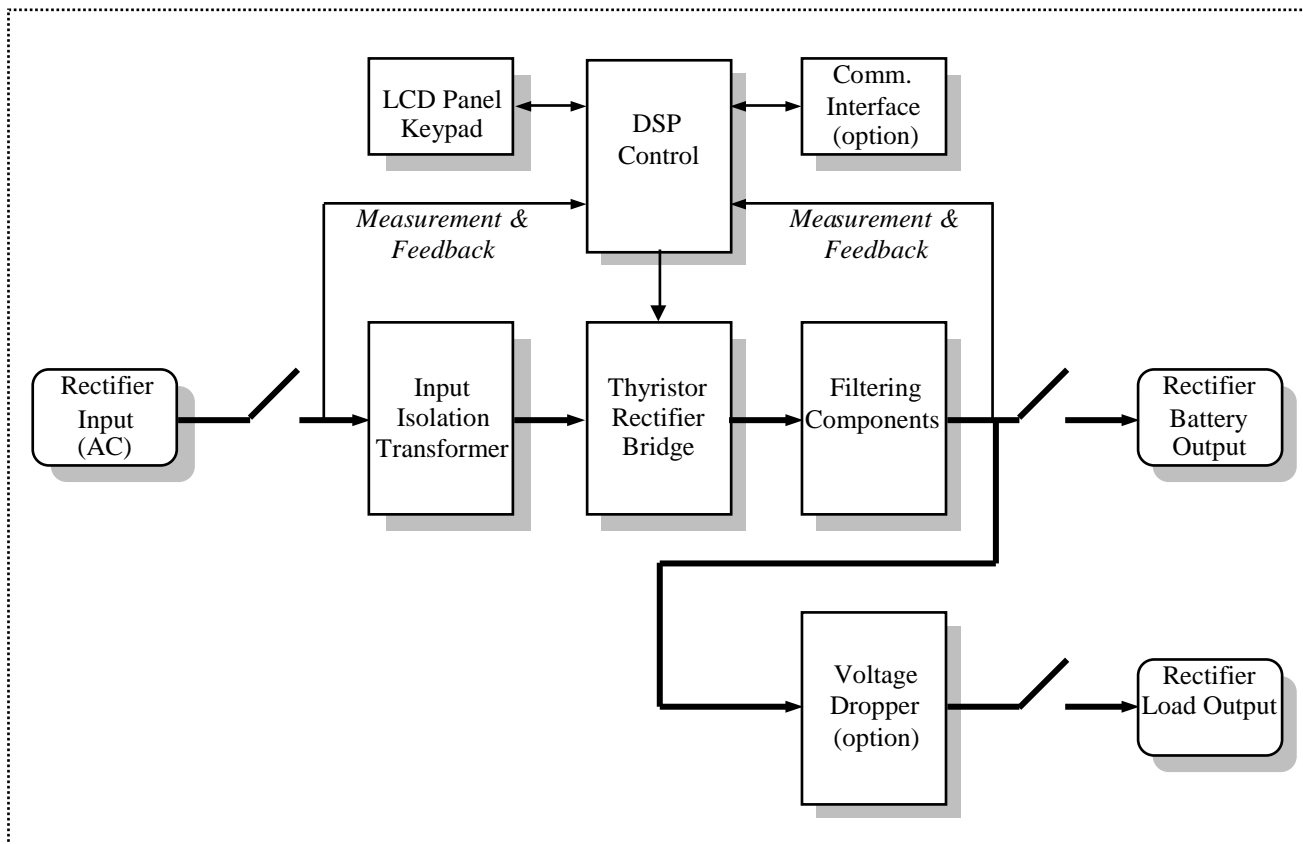 LCD Panel
Keypad
DSP
Control
Comm.
Interface
(option)
Measurement &
Feedback
Measurement &
Feedback
Rectifier
Input
(AC)
Input
Isolation
Transformer
Thyristor
Rectifier
Bridge
Filtering
Components
Rectifier
Battery
Output
Voltage
Dropper
(option)
Rectifier
Load Output